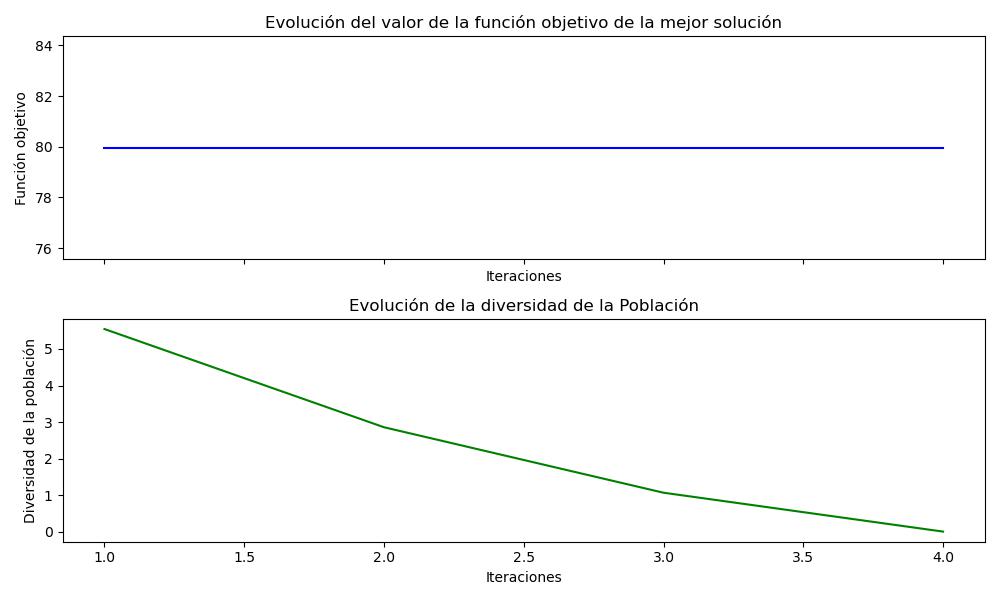 Evolución del valor de la función objetivo de la mejor solución
Función objetivo
84
82
80
78
76
Iteraciones
Evolución de la diversidad de la Población
Diversidad de la población
5
4
3
2
1
0
1.0 1.5 2.0 2.5 3.0 3.5 4.0
Iteraciones